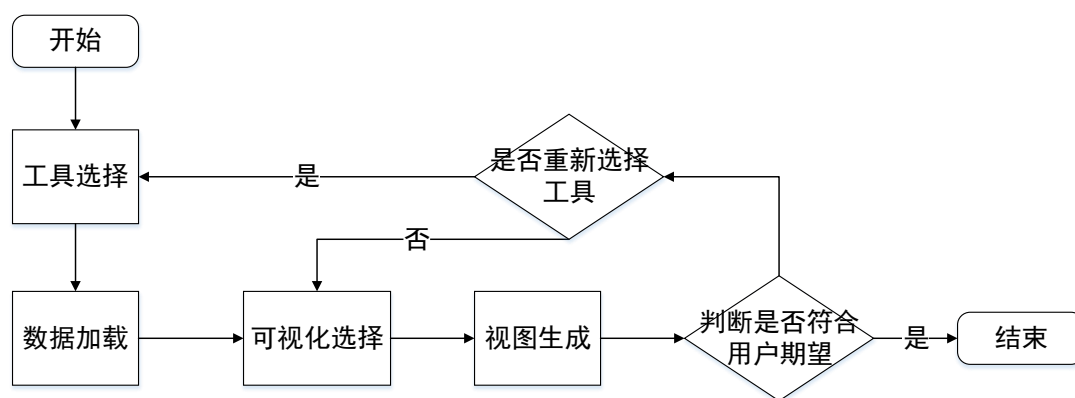 开始
工具选择
是
是否重新选择
工具
否
数据加载
可视化选择
视图生成
判断是否符合
用户期望
是
结束